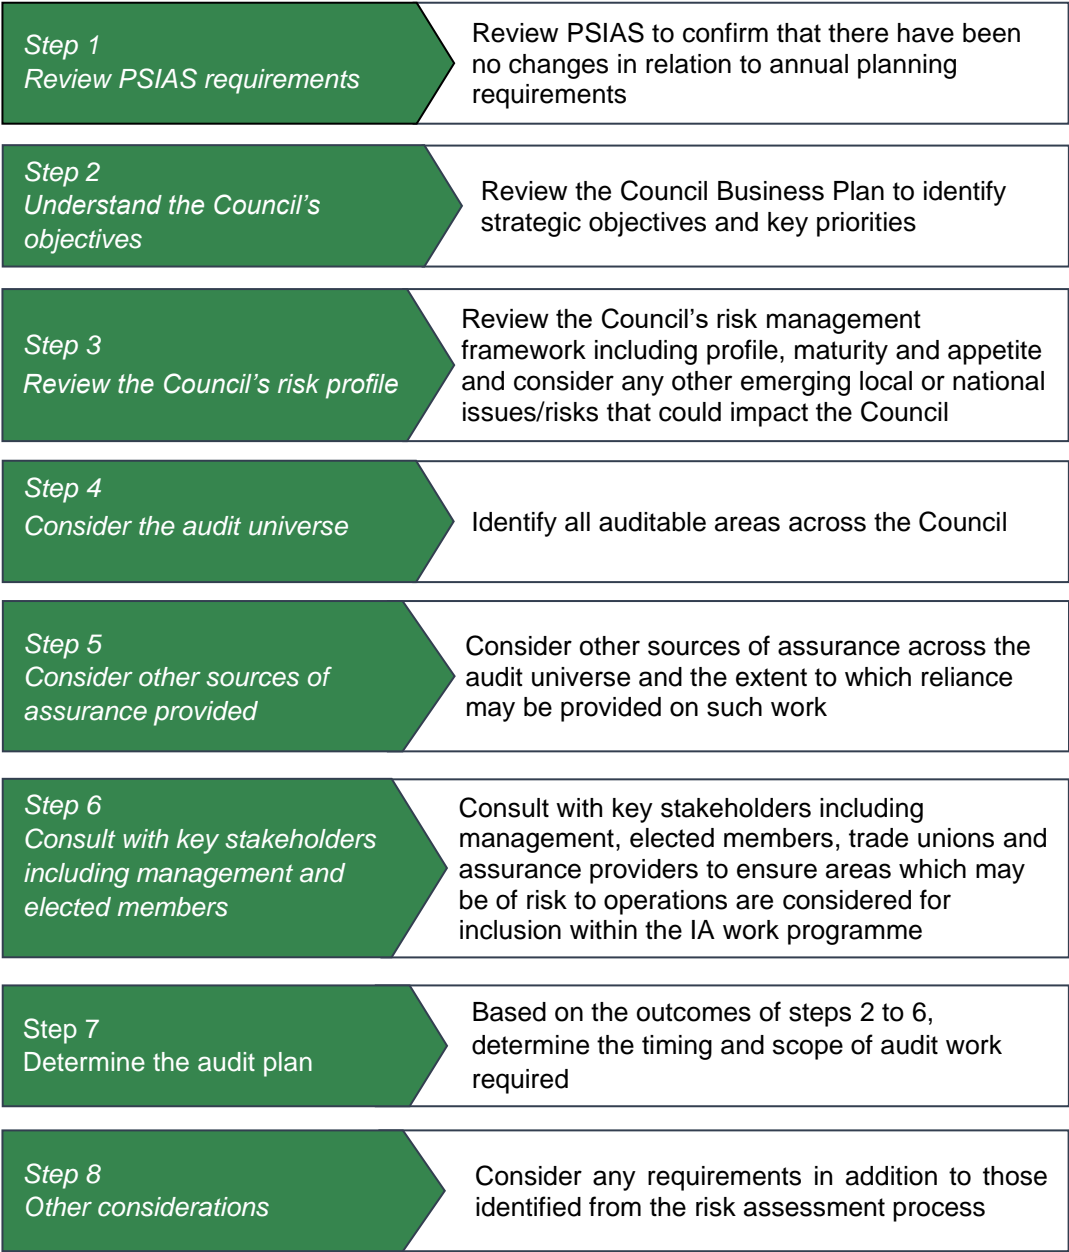 Step 1
Review PSIAS requirements
Review PSIAS to confirm that there have been
no changes in relation to annual planning
requirements
Step 2
Understand the Council’s
objectives
Review the Council Business Plan to identify
strategic objectives and key priorities
Step 3
Review the Council’s risk profile
Review the Council’s risk management
framework including profile, maturity and appetite
and consider any other emerging local or national
issues/risks that could impact the Council
Step 4
Consider the audit universe
Identify all auditable areas across the Council
Step 5
Consider other sources of
assurance provided
Consider other sources of assurance across the
audit universe and the extent to which reliance
may be provided on such work
Step 6
Consult with key stakeholders
including management and
elected members
Consult with key stakeholders including
management, elected members, trade unions and
assurance providers to ensure areas which may
be of risk to operations are considered for
inclusion within the IA work programme
Step 7
Determine the audit plan
Based on the outcomes of steps 2 to 6,
determine the timing and scope of audit work
required
Step 8
Other considerations
Consider any requirements in addition to those
identified from the risk assessment process